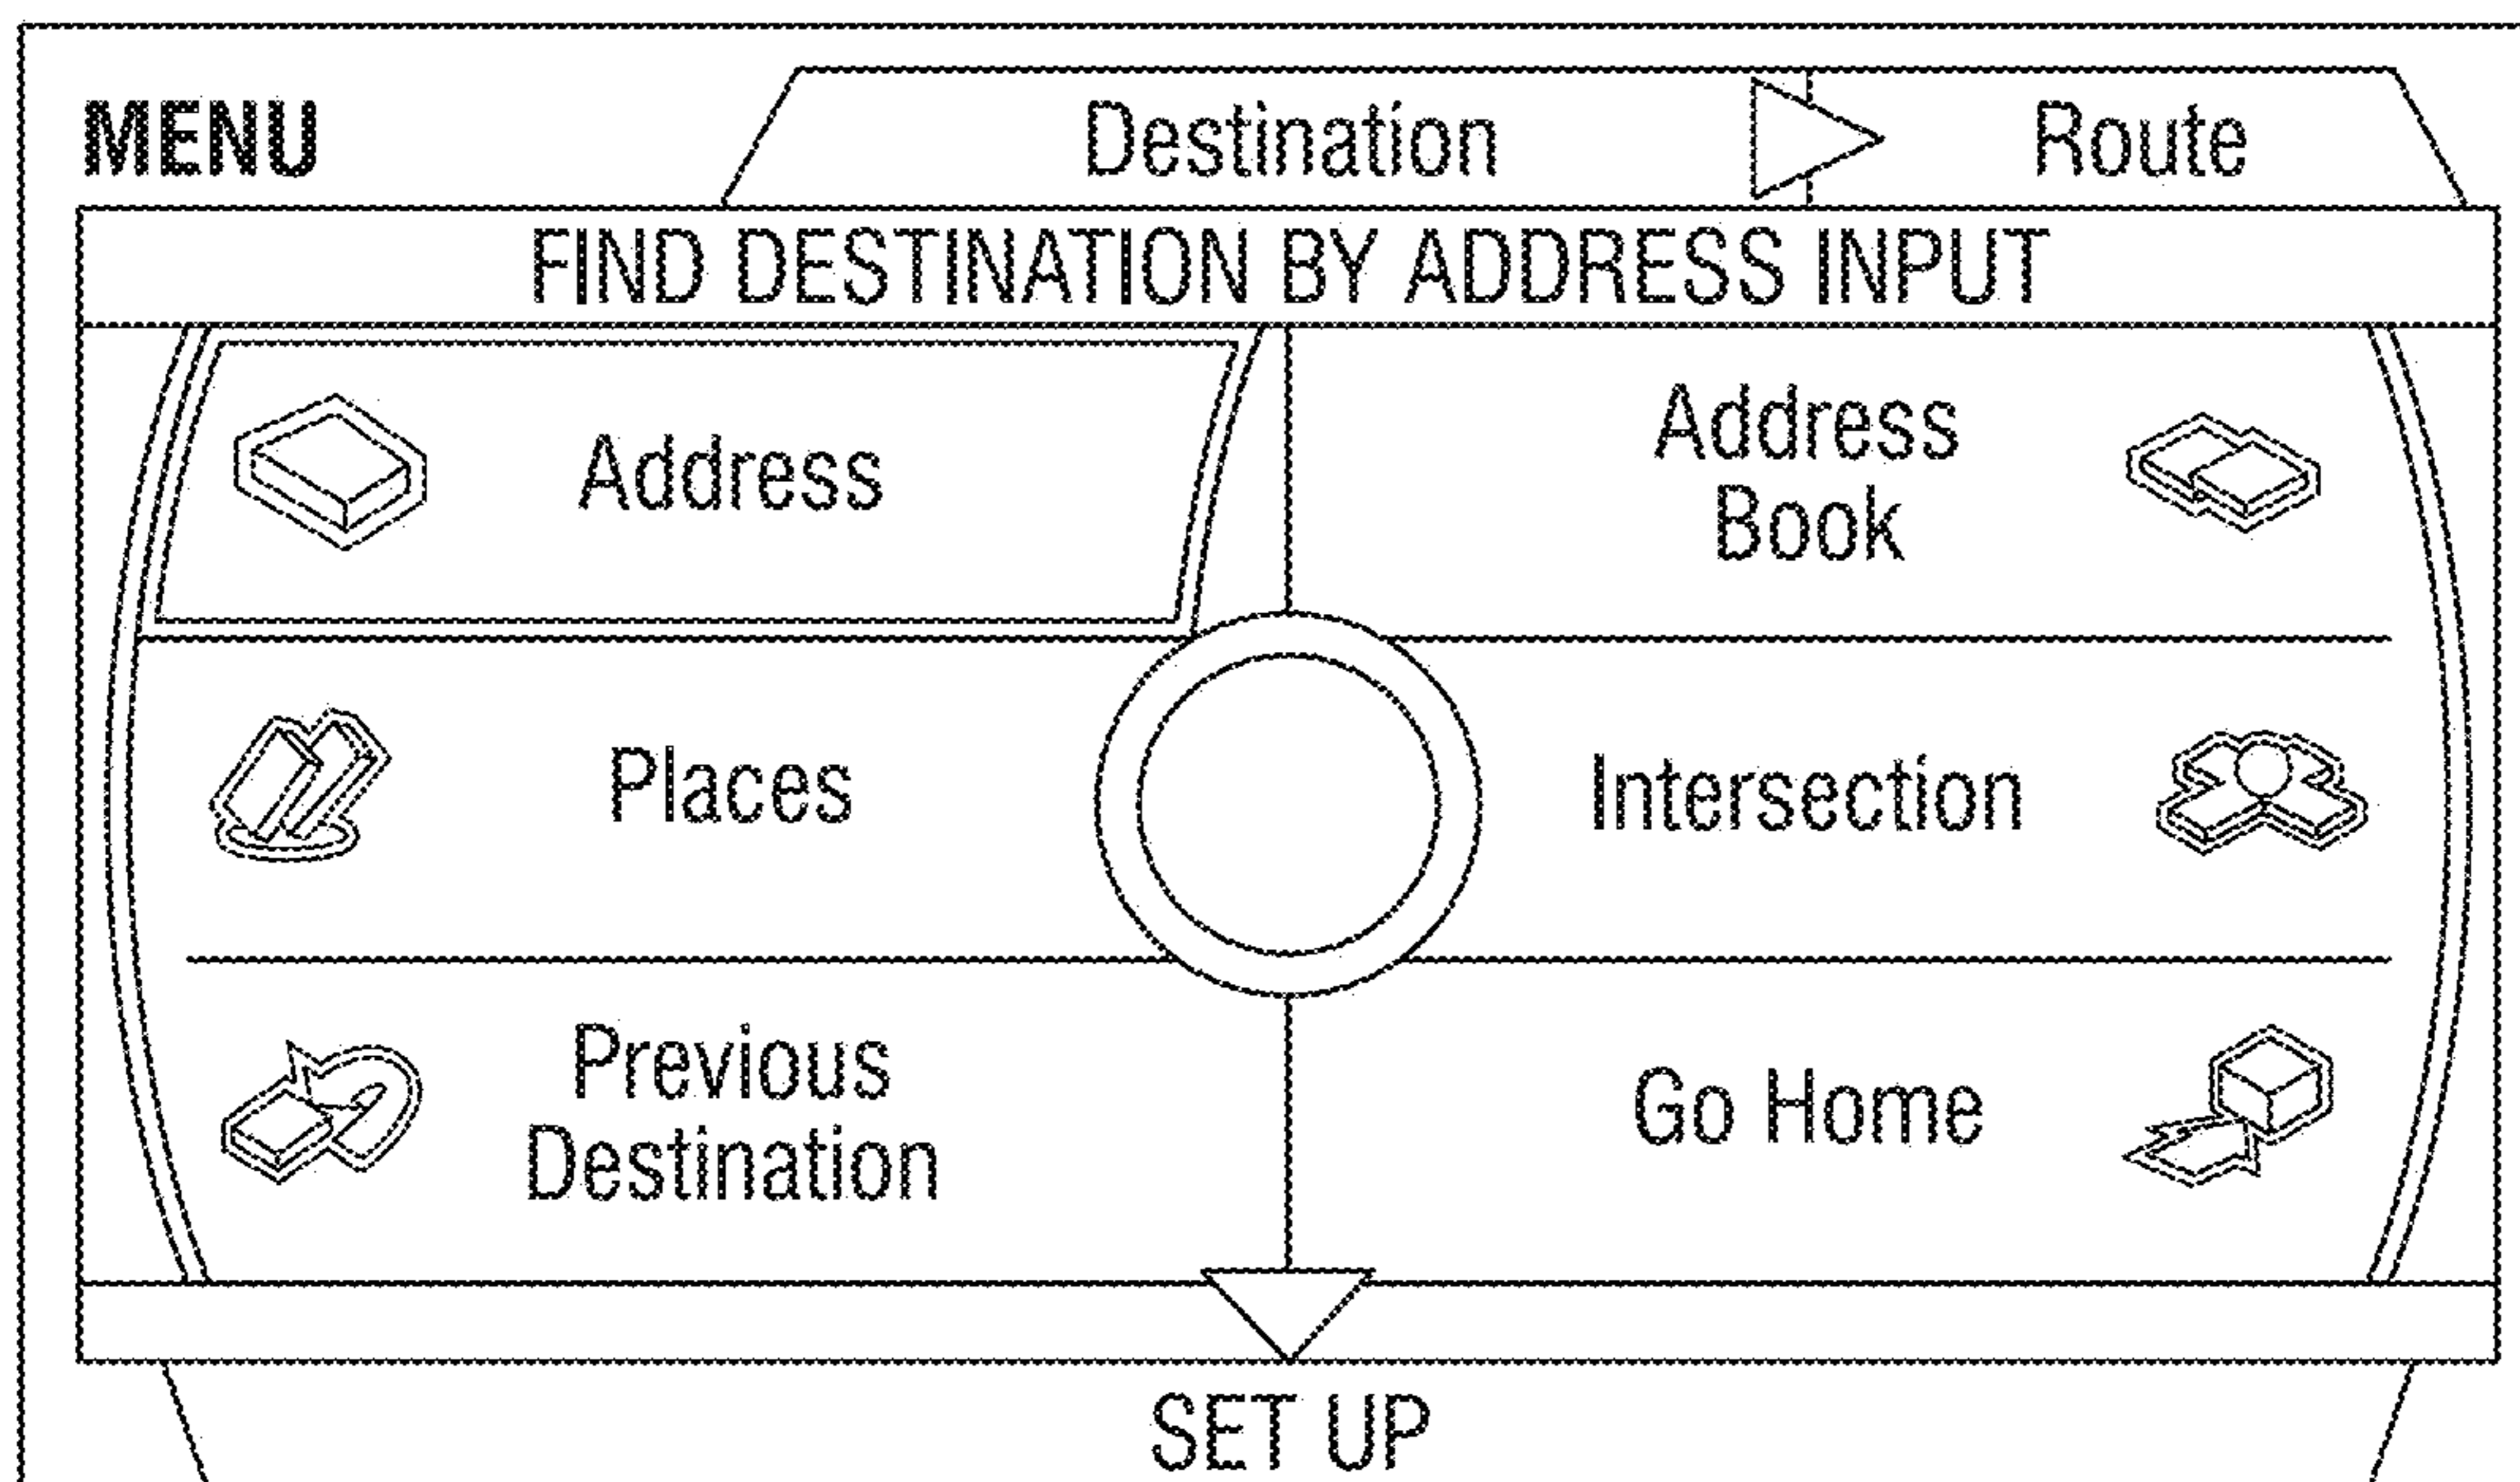 MENU
Destination
Route
FIND DESTINATION BY ADDRESS INPUT
Address
Address
Book
Places
Intersection
Previous
Destination
Go Home
SET UP